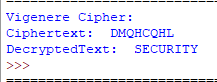 Vigenere Cipher:
Ciphertext:  DMQHCQHL
DecryptedText:  SECURITY
>>>